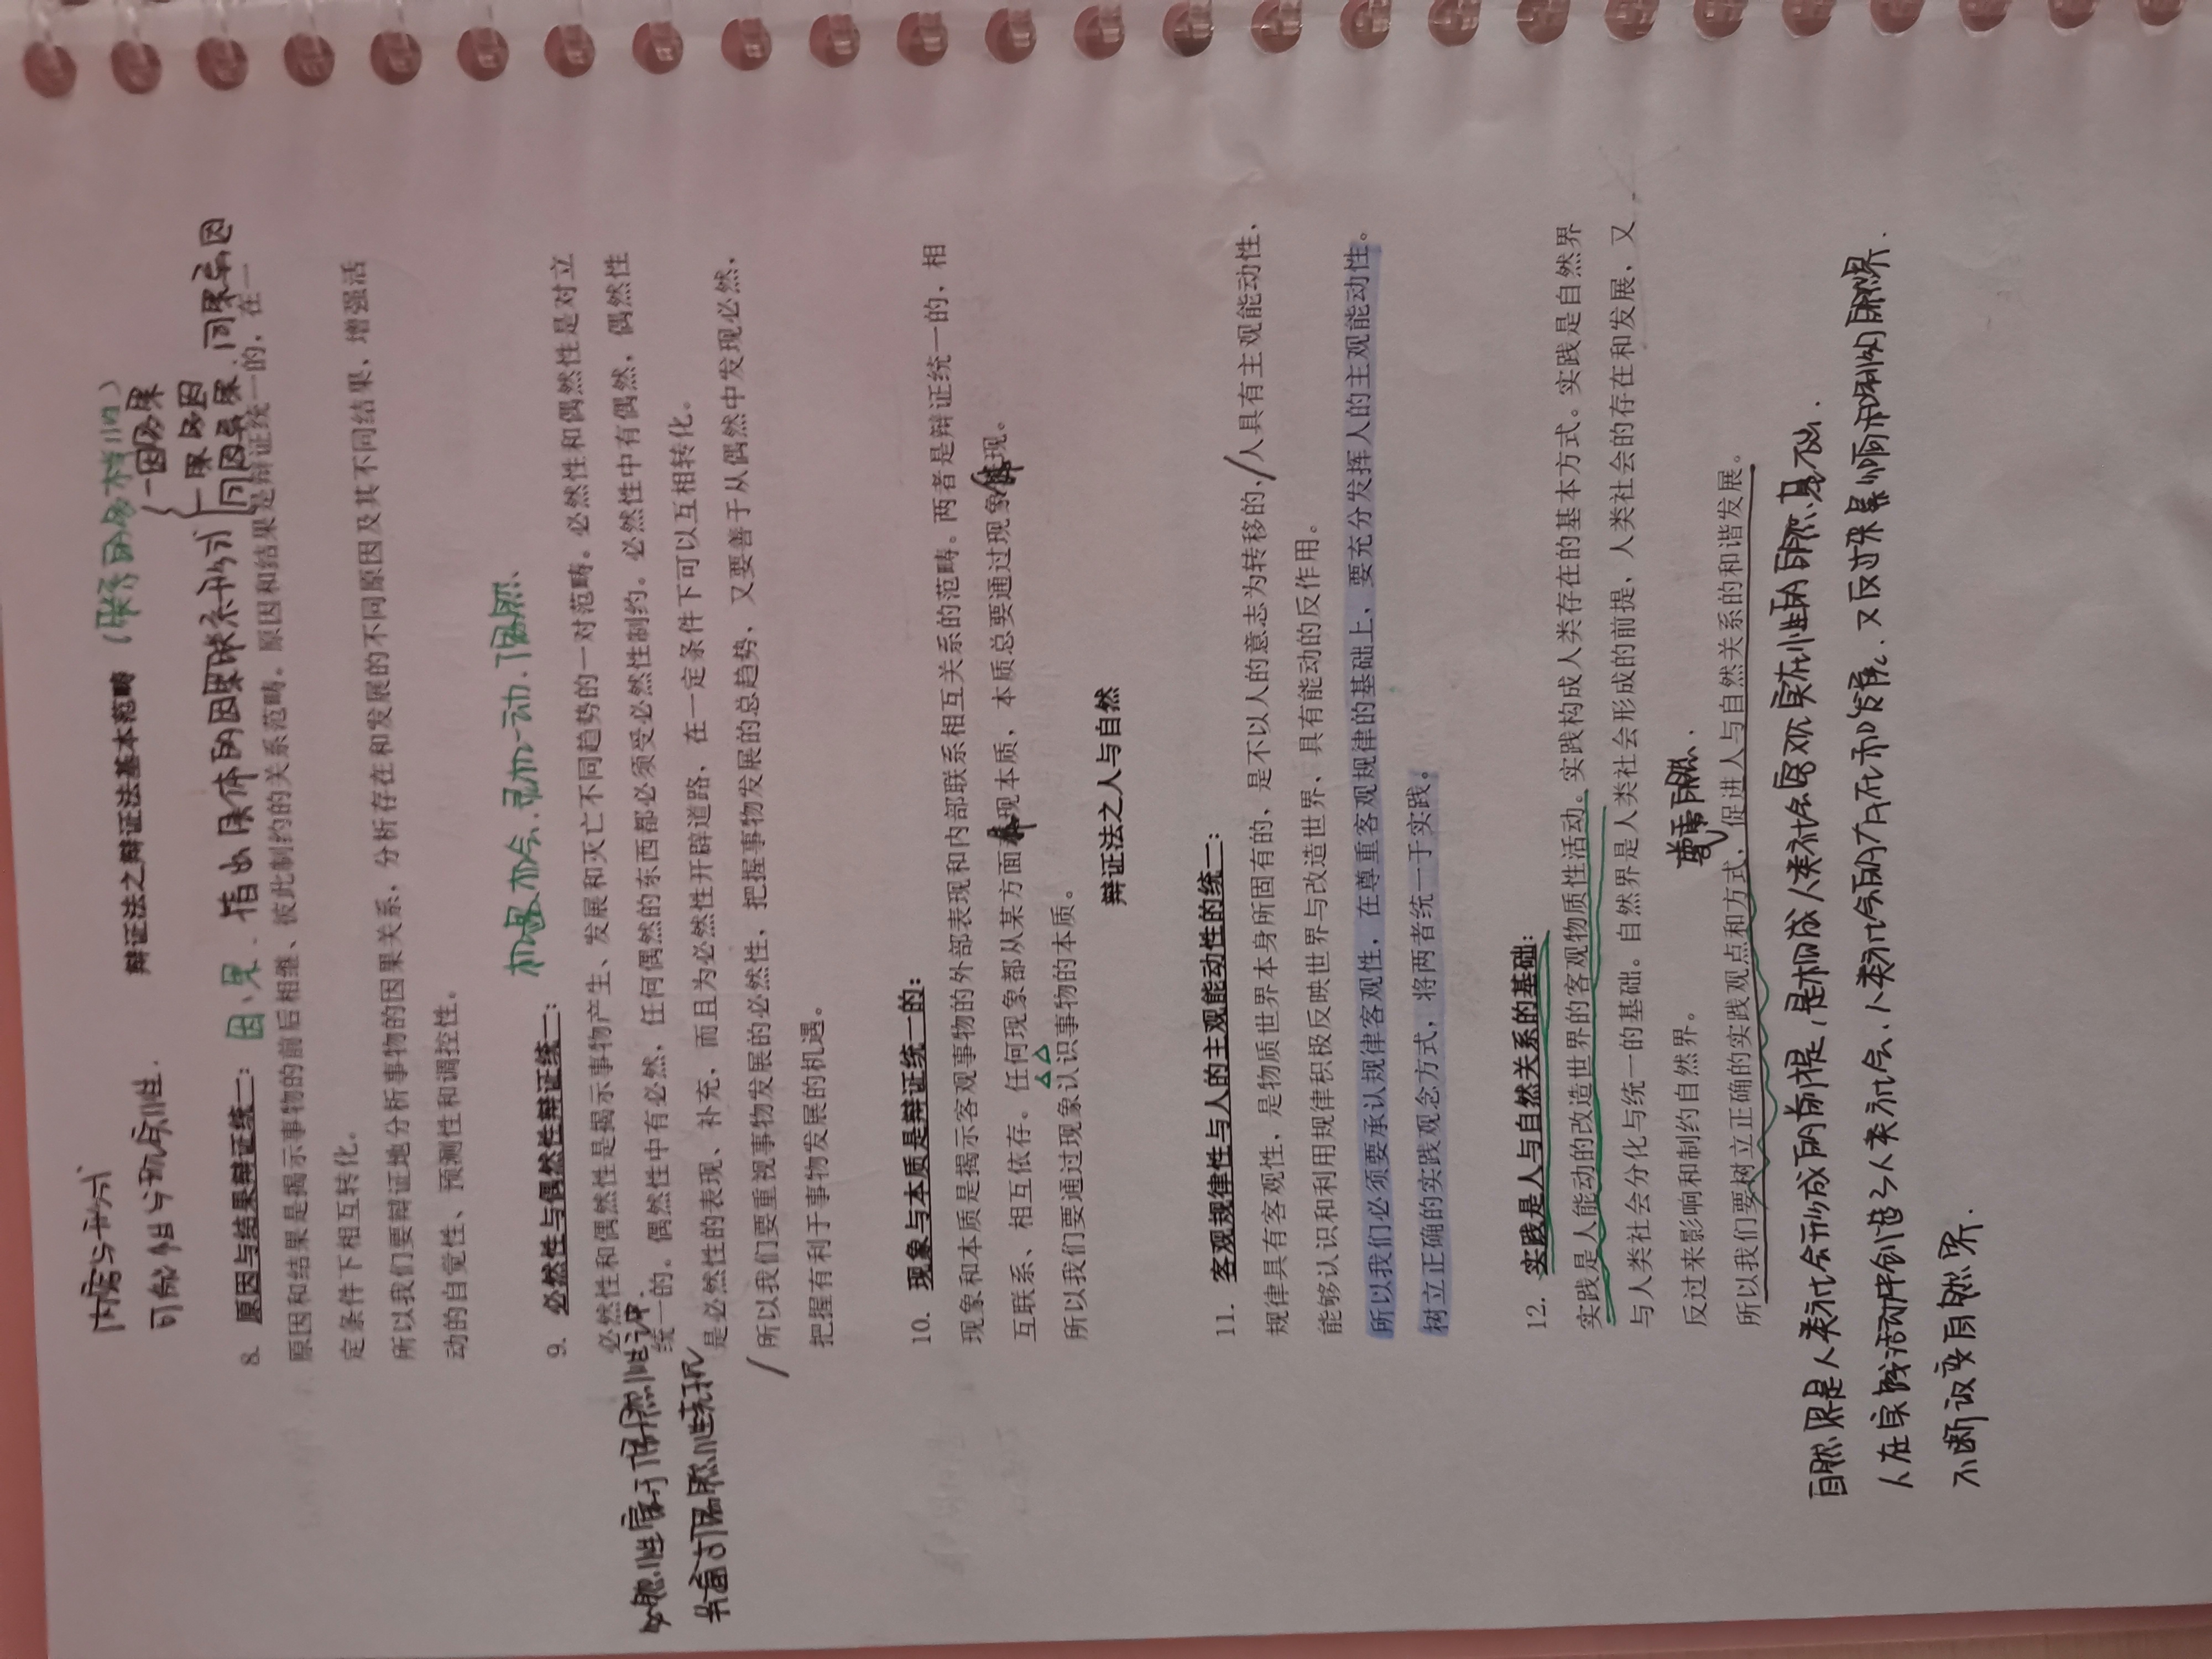 内容与形式
可能性与现实性.
辩证法之辩证法基本范畴 (联系的多样性)
一因多果
一果多因
8. 原因与结果辩证统一: 因、果. 指出具体的因果联系形式 同因异果. 同果异因
原因和结果是揭示事物的前后相继、彼此制约的关系范畴。原因和结果是辩证统一的，在一
定条件下相互转化。
所以我们要辩证地分析事物的因果关系，分析存在和发展的不同原因及其不同结果，增强活
动的自觉性、预测性和调控性。
9. 必然性与偶然性辩证统一: 机遇. 机会. 灵机一动. 偶然.
必然性和偶然性是揭示事物产生、发展和灭亡不同趋势的一对范畴。必然性和偶然性是对立
必然性寓于偶然性之中.
统一的。偶然性中有必然，任何偶然的东西都必须受必然性制约。必然性中有偶然，偶然性
并通过偶然性表现
是必然性的表现、补充，而且为必然性开辟道路，在一定条件下可以互相转化。
所以我们要重视事物发展的必然性，把握事物发展的总趋势，又要善于从偶然中发现必然，
把握有利于事物发展的机遇。
10. 现象与本质是辩证统一的:
现象和本质是揭示客观事物的外部表现和内部联系相互关系的范畴。两者是辩证统一的，相
互联系、相互依存。任何现象都从某方面体现本质，本质总要通过现象体现。
所以我们要通过现象认识事物的本质。
辩证法之人与自然
11. 客观规律性与人的主观能动性的统一:
规律具有客观性，是物质世界本身所固有的，是不以人的意志为转移的，人具有主观能动性，
能够认识和利用规律积极反映世界与改造世界，具有能动的反作用。
所以我们必须要承认规律客观性，在尊重客观规律的基础上，要充分发挥人的主观能动性。
树立正确的实践观念方式，将两者统一于实践。
12. 实践是人与自然关系的基础:
实践是人能动的改造世界的客观物质性活动。实践构成人类存在的基本方式。实践是自然界
与人类社会分化与统一的基础。自然界是人类社会形成的前提，人类社会的存在和发展，又
反过来影响和制约自然界。
尊重自然.
所以我们要树立正确的实践观点和方式，促进人与自然关系的和谐发展。
自然界是人类社会形成的前提, 是构成人类社会客观实在性的自然基础.
人在实践活动中创造了人类社会, 人类社会的存在和发展, 又反过来影响和制约自然界.
不断改变自然界.